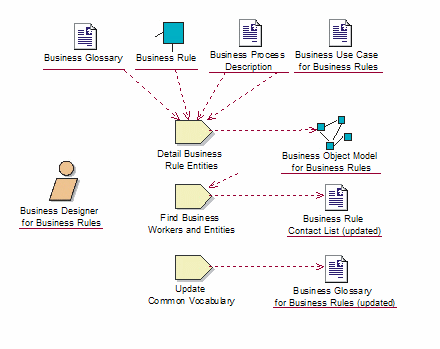 Business Glossary
Business Rule
Business Process
Description
Business Use Case
for Business Rules
Detail Business
Rule Entities
Business Object Model
for Business Rules
Business Designer
for Business Rules
Find Business
Workers and Entities
Business Rule
Contact List (updated)
Update
Common Vocabulary
Business Glossary
for Business Rules (updated)